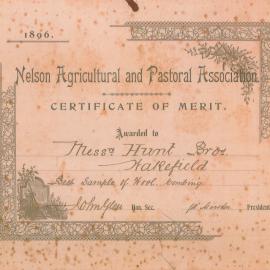 1896.
Nelson Agricultural and Pastoral Association
CERTIFICATE OF MERIT.
Awarded to
Messrs Hunt Bros
Wakefield
Best Sample of Wool. Combing
Hon. Sec.
President